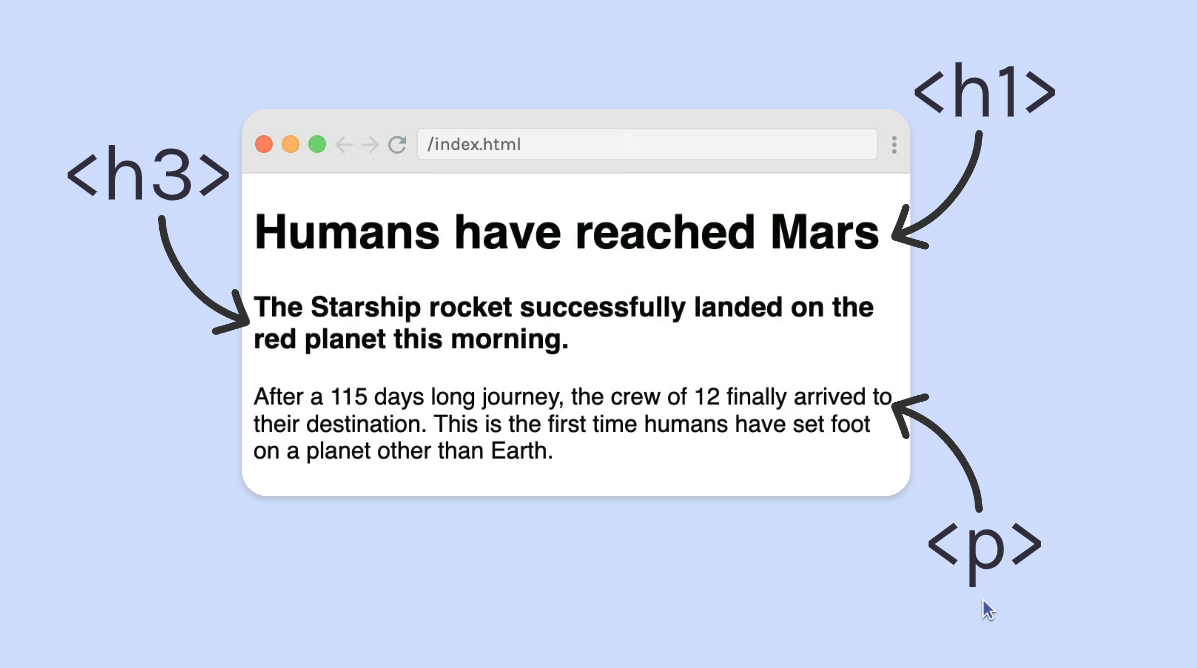 <h1>
/index.html
<h3>
Humans have reached Mars
The Starship rocket successfully landed on the
red planet this morning.
After a 115 days long journey, the crew of 12 finally arrived to
their destination. This is the first time humans have set foot
on a planet other than Earth.
<p>